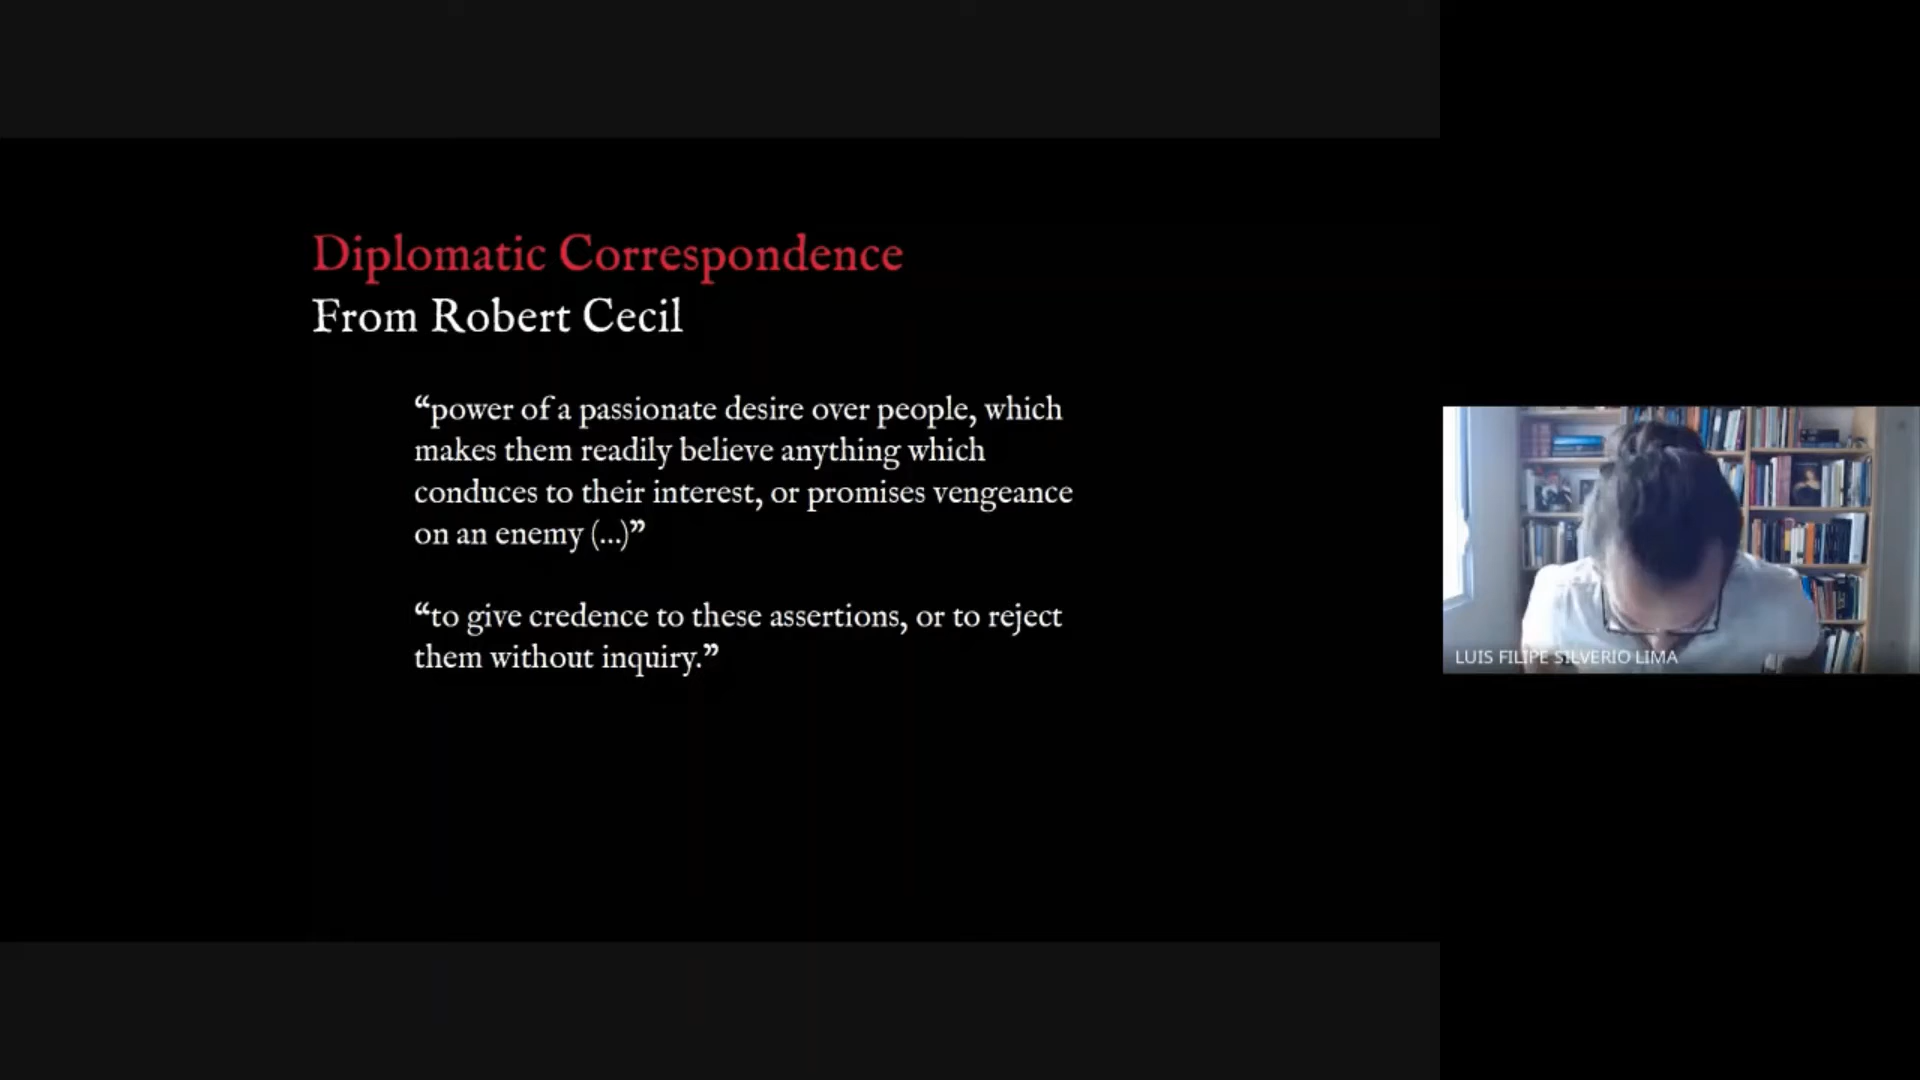 Diplomatic Correspondence
From Robert Cecil
“power of a passionate desire over people, which
makes them readily believe anything which
conduces to their interest, or promises vengeance
on an enemy (...)”
“to give credence to these assertions, or to reject
them without inquiry.”
LUIS FILIPE SILVERIO LIMA